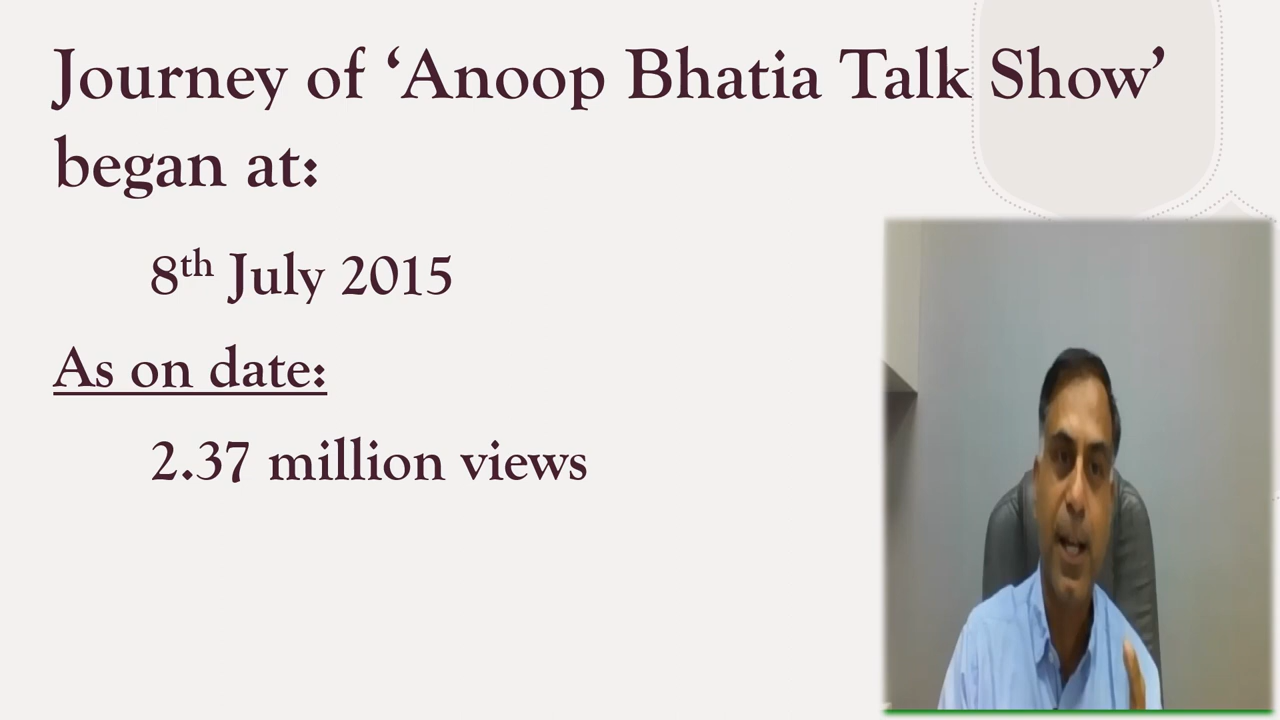 Journey of ‘Anoop Bhatia Talk Show’
began at:
8th July 2015
As on date:
2.37 million views